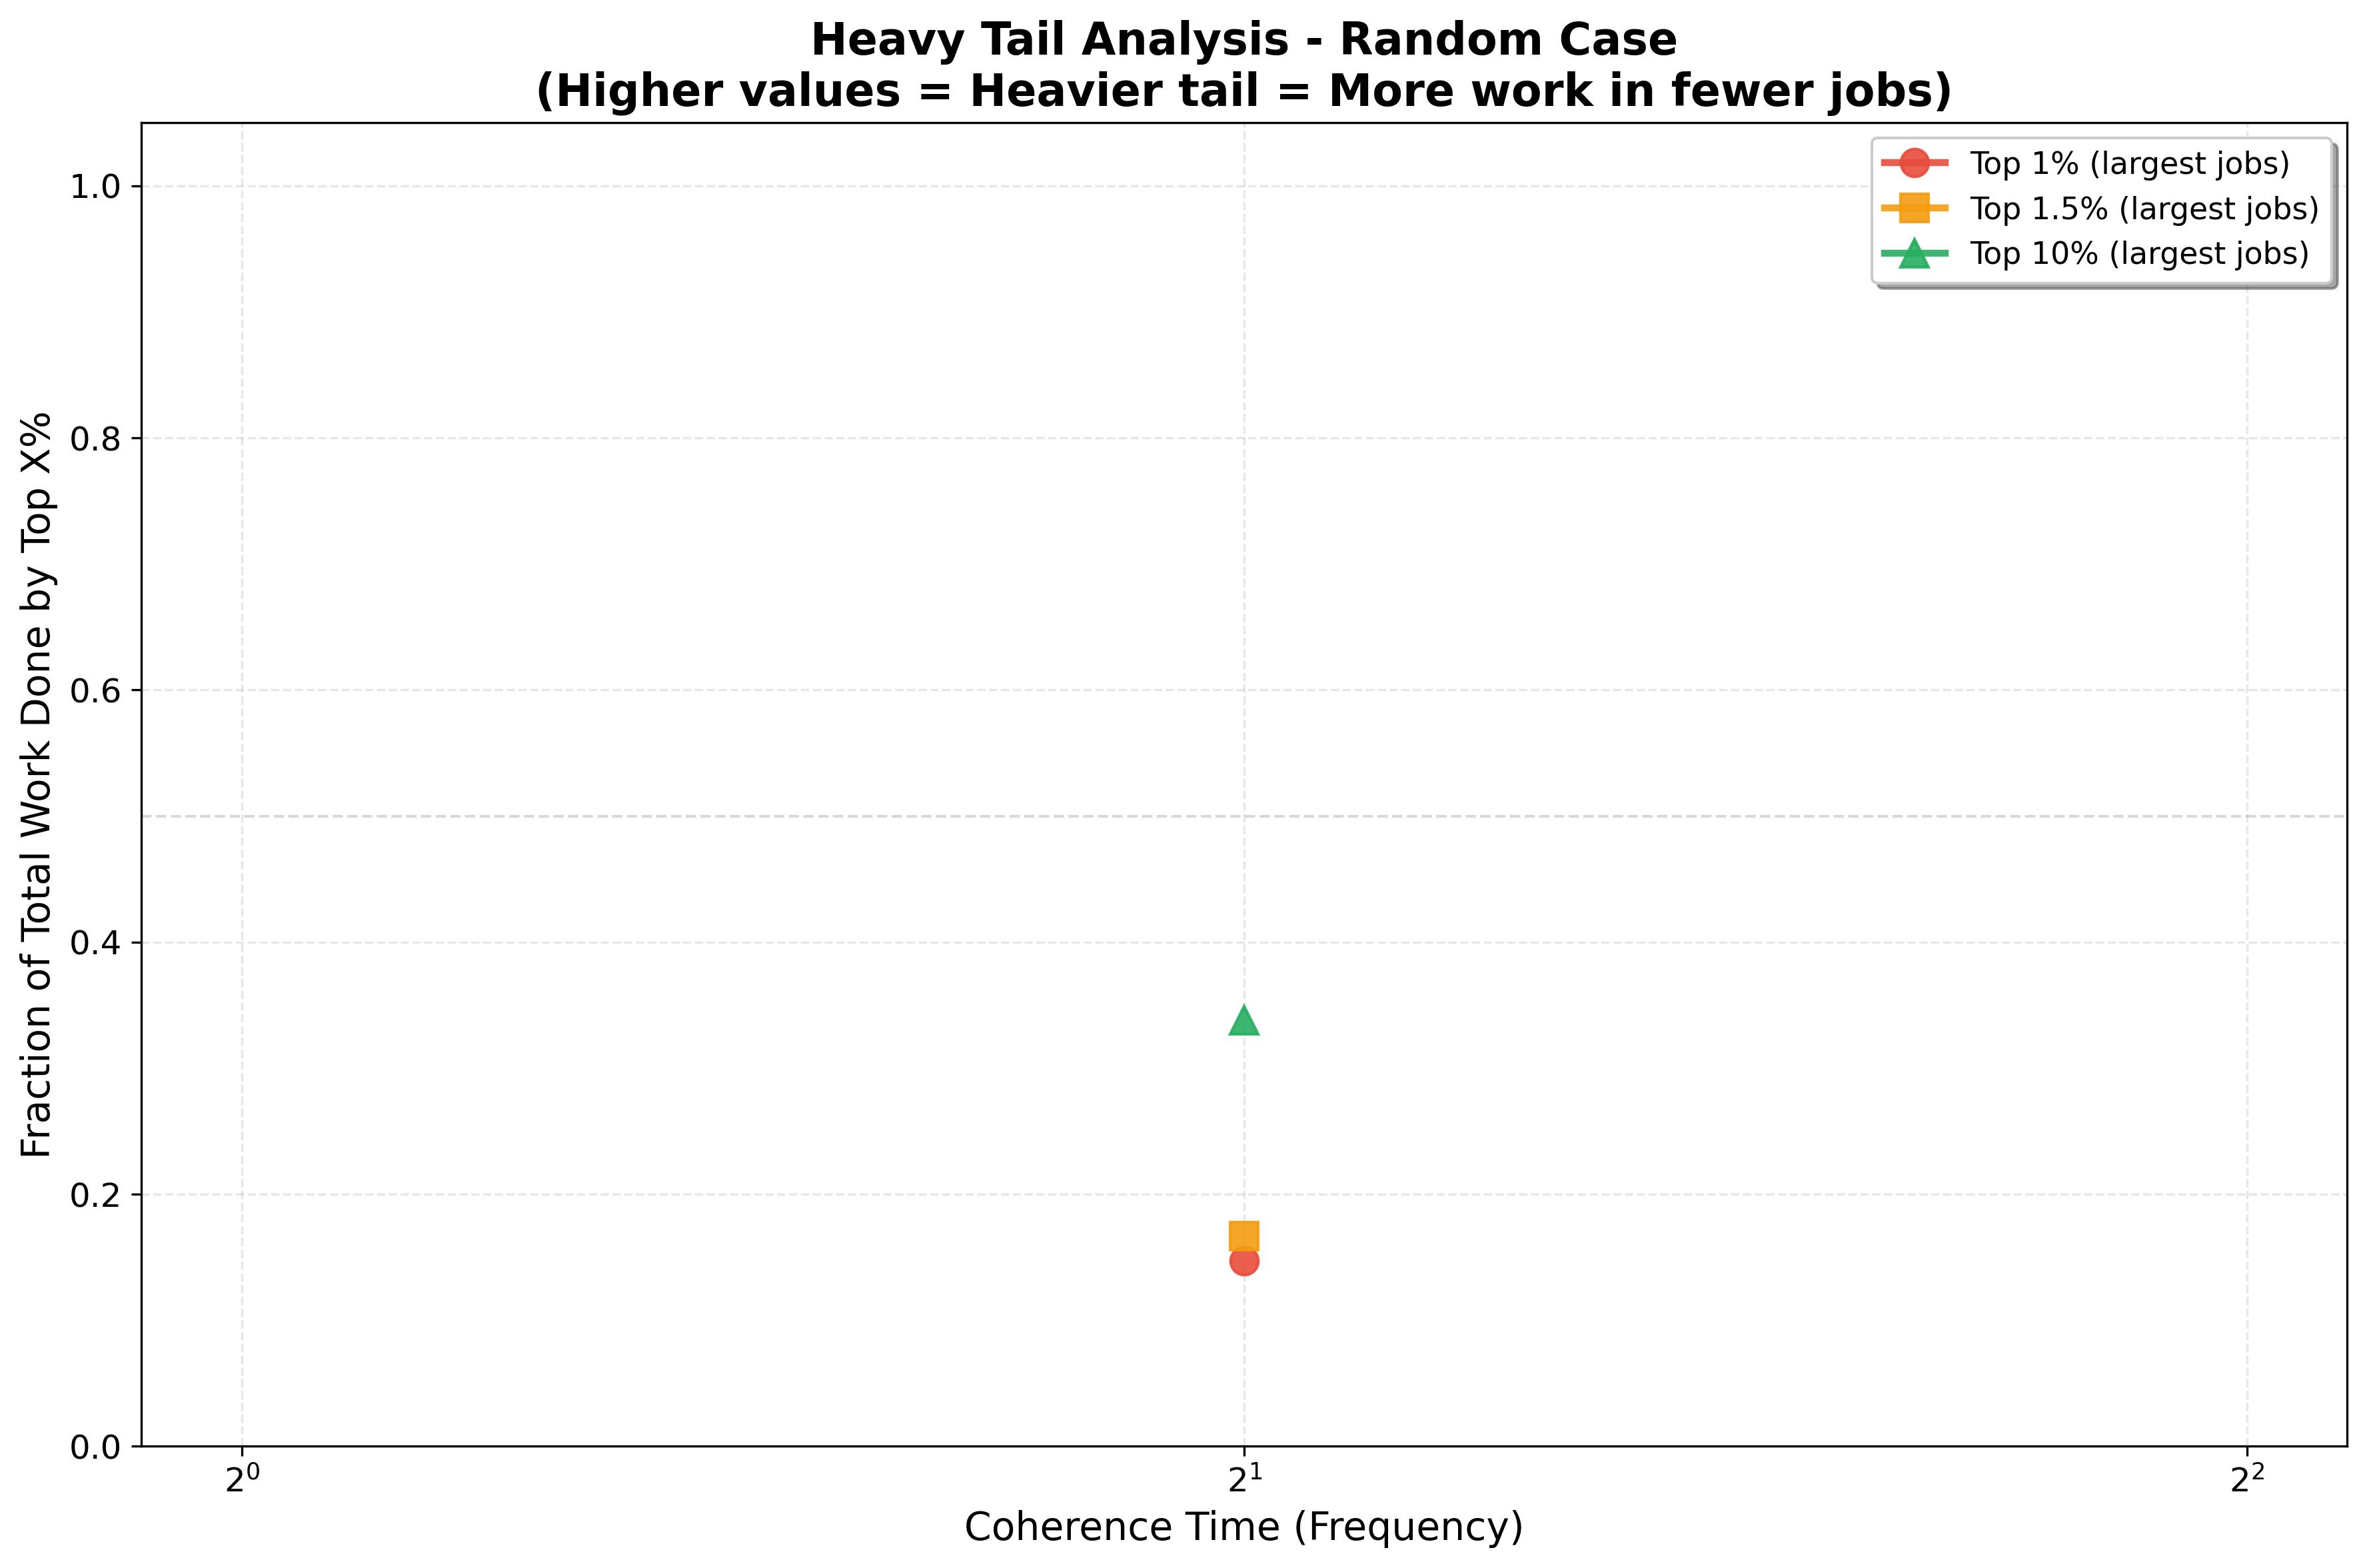 Heavy Tail Analysis - Random Case
(Higher values = Heavier tail = More work in fewer jobs)
Top 1% (largest jobs)
Top 1.5% (largest jobs)
Top 10% (largest jobs)
Fraction of Total Work Done by Top X%
1.0
0.8
0.6
0.4
0.2
0.0
2⁰
2¹
2²
Coherence Time (Frequency)